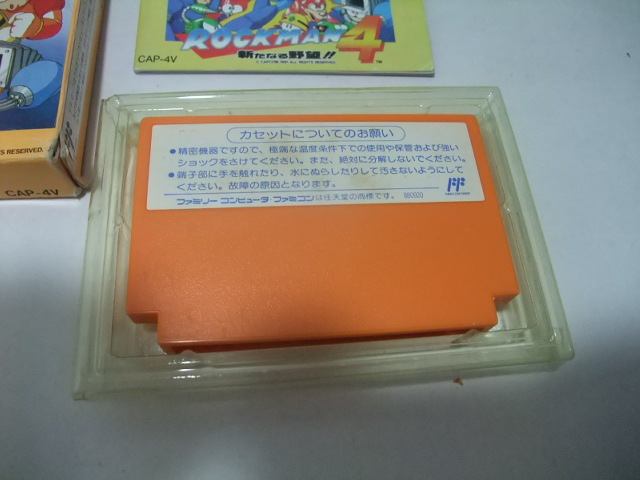 ROCKMAN 4
新たなる野望!!
CAP-4V
TM
S RESERVED.
CAP-4V
カセットについてのお願い
●精密機器ですので、極端な温度条件下での使用や保管および強い
ショックをさけてください。また、絶対に分解しないでください。
●端子部に手を触れたり、水にぬらしたりして汚さないようにして
ください。故障の原因となります。
ファミリー コンピュータ・ファミコンは任天堂の商標です。